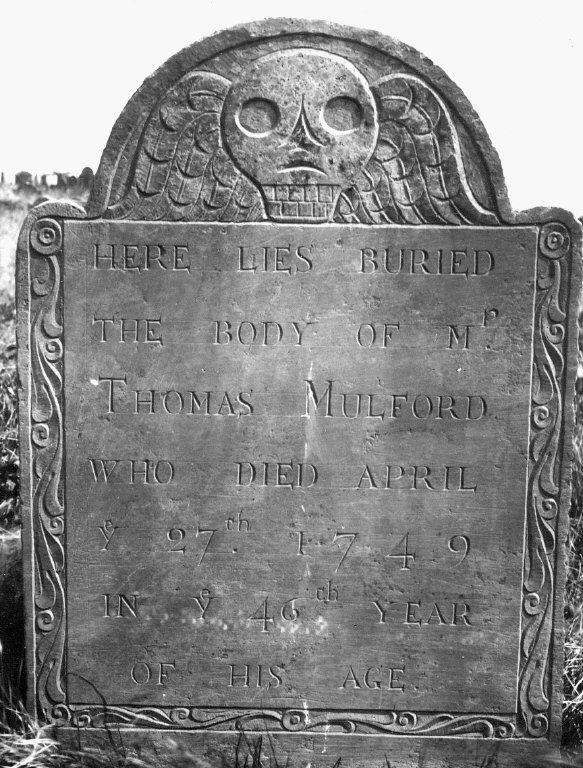 HERE LIES BURIED
THE BODY OF Mʳ.
THOMAS MULFORD
WHO DIED APRIL
yᵉ 27ᵗʰ. 1749
IN yᵉ 46ᵗʰ YEAR
OF HIS AGE.